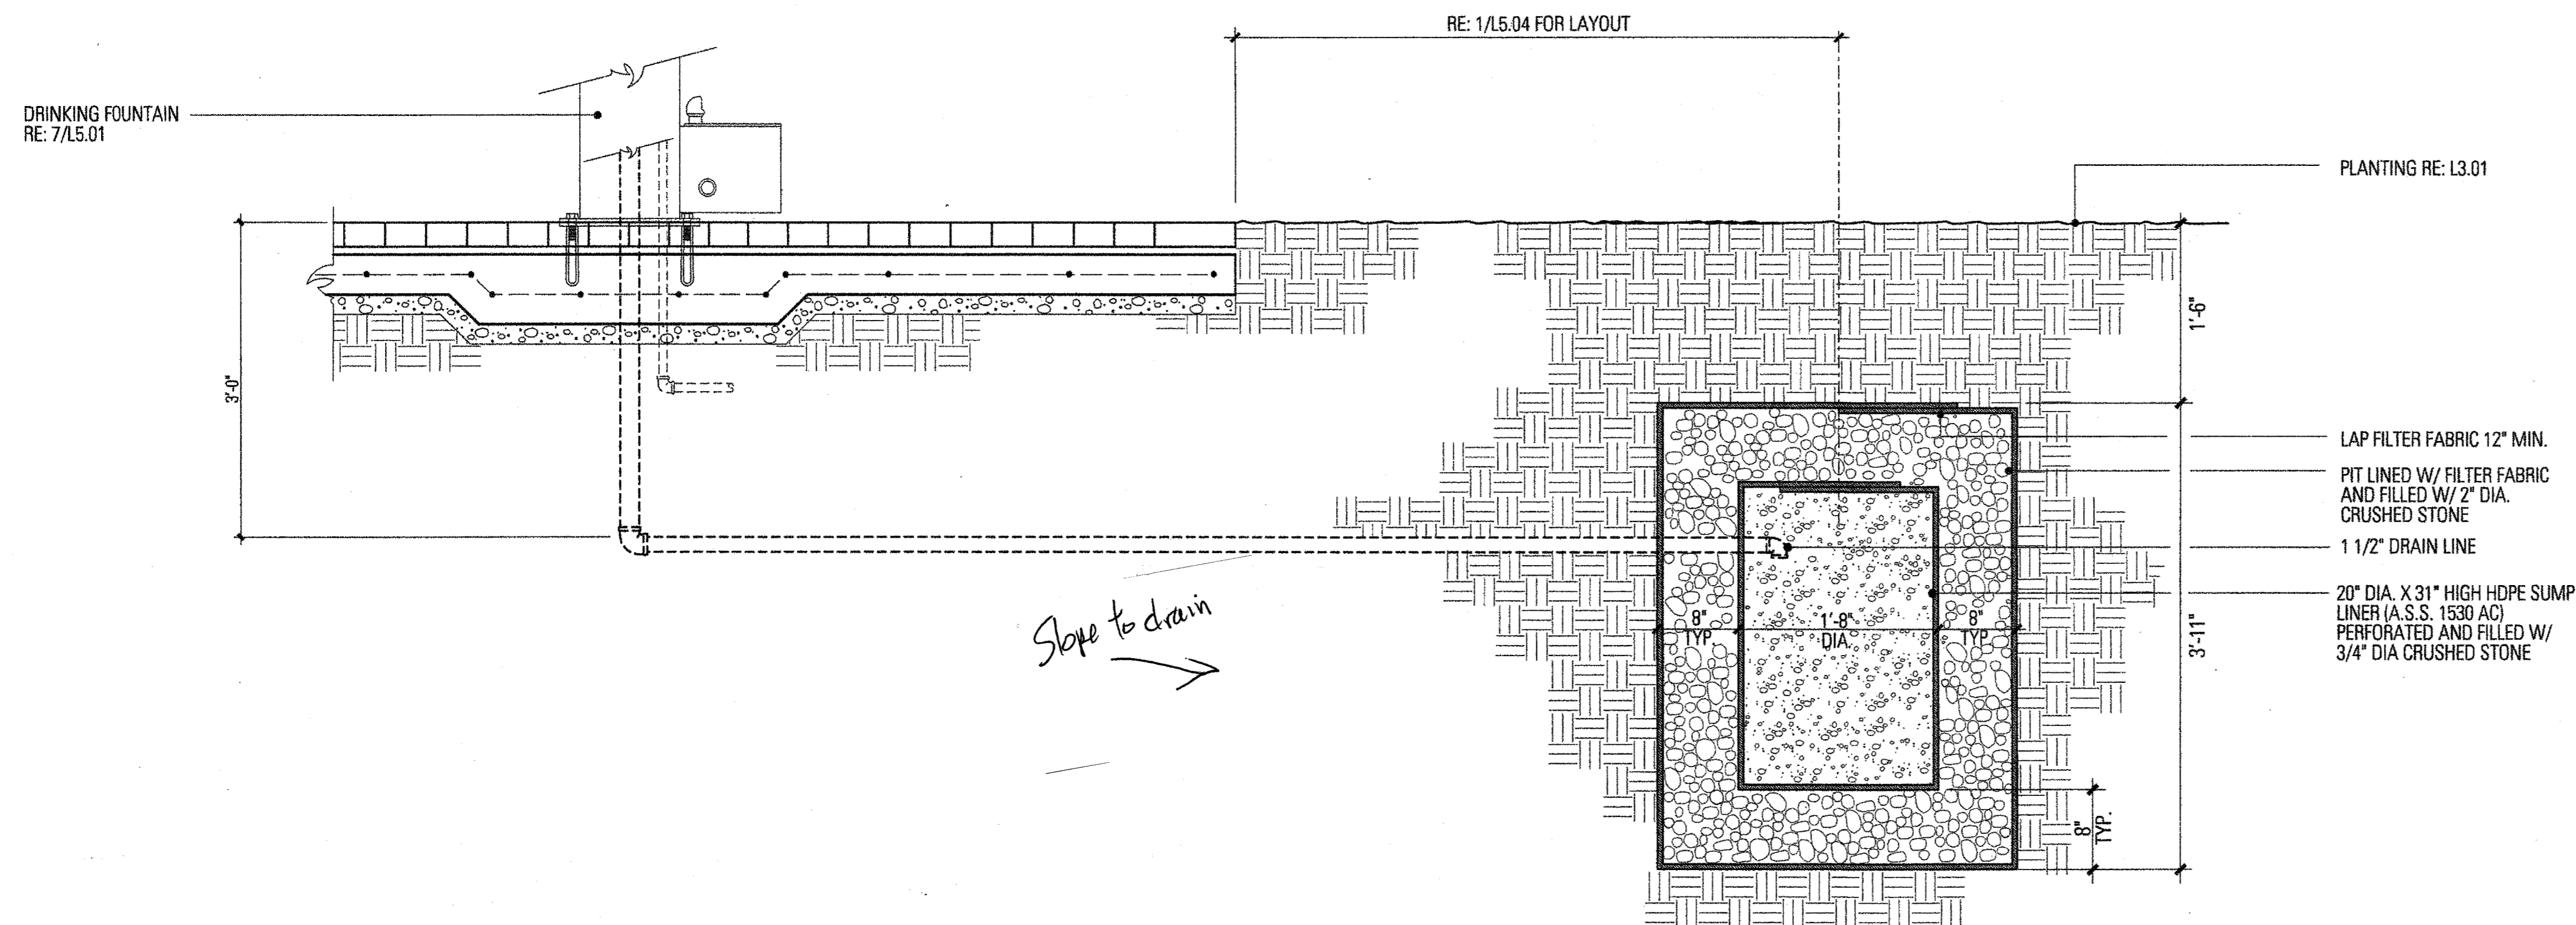 RE: 1/L5.04 FOR LAYOUT
DRINKING FOUNTAIN
RE: 7/L5.01
PLANTING RE: L3.01
1'-6"
3'-0"
LAP FILTER FABRIC 12" MIN.
PIT LINED W/ FILTER FABRIC
AND FILLED W/ 2" DIA.
CRUSHED STONE
1 1/2" DRAIN LINE
20" DIA. X 31" HIGH HDPE SUMP
LINER (A.S.S. 1530 AC)
PERFORATED AND FILLED W/
3/4" DIA CRUSHED STONE
Slope to drain
8"
TYP.
1'-8"
DIA.
8"
TYP.
3'-11"
8"
TYP.